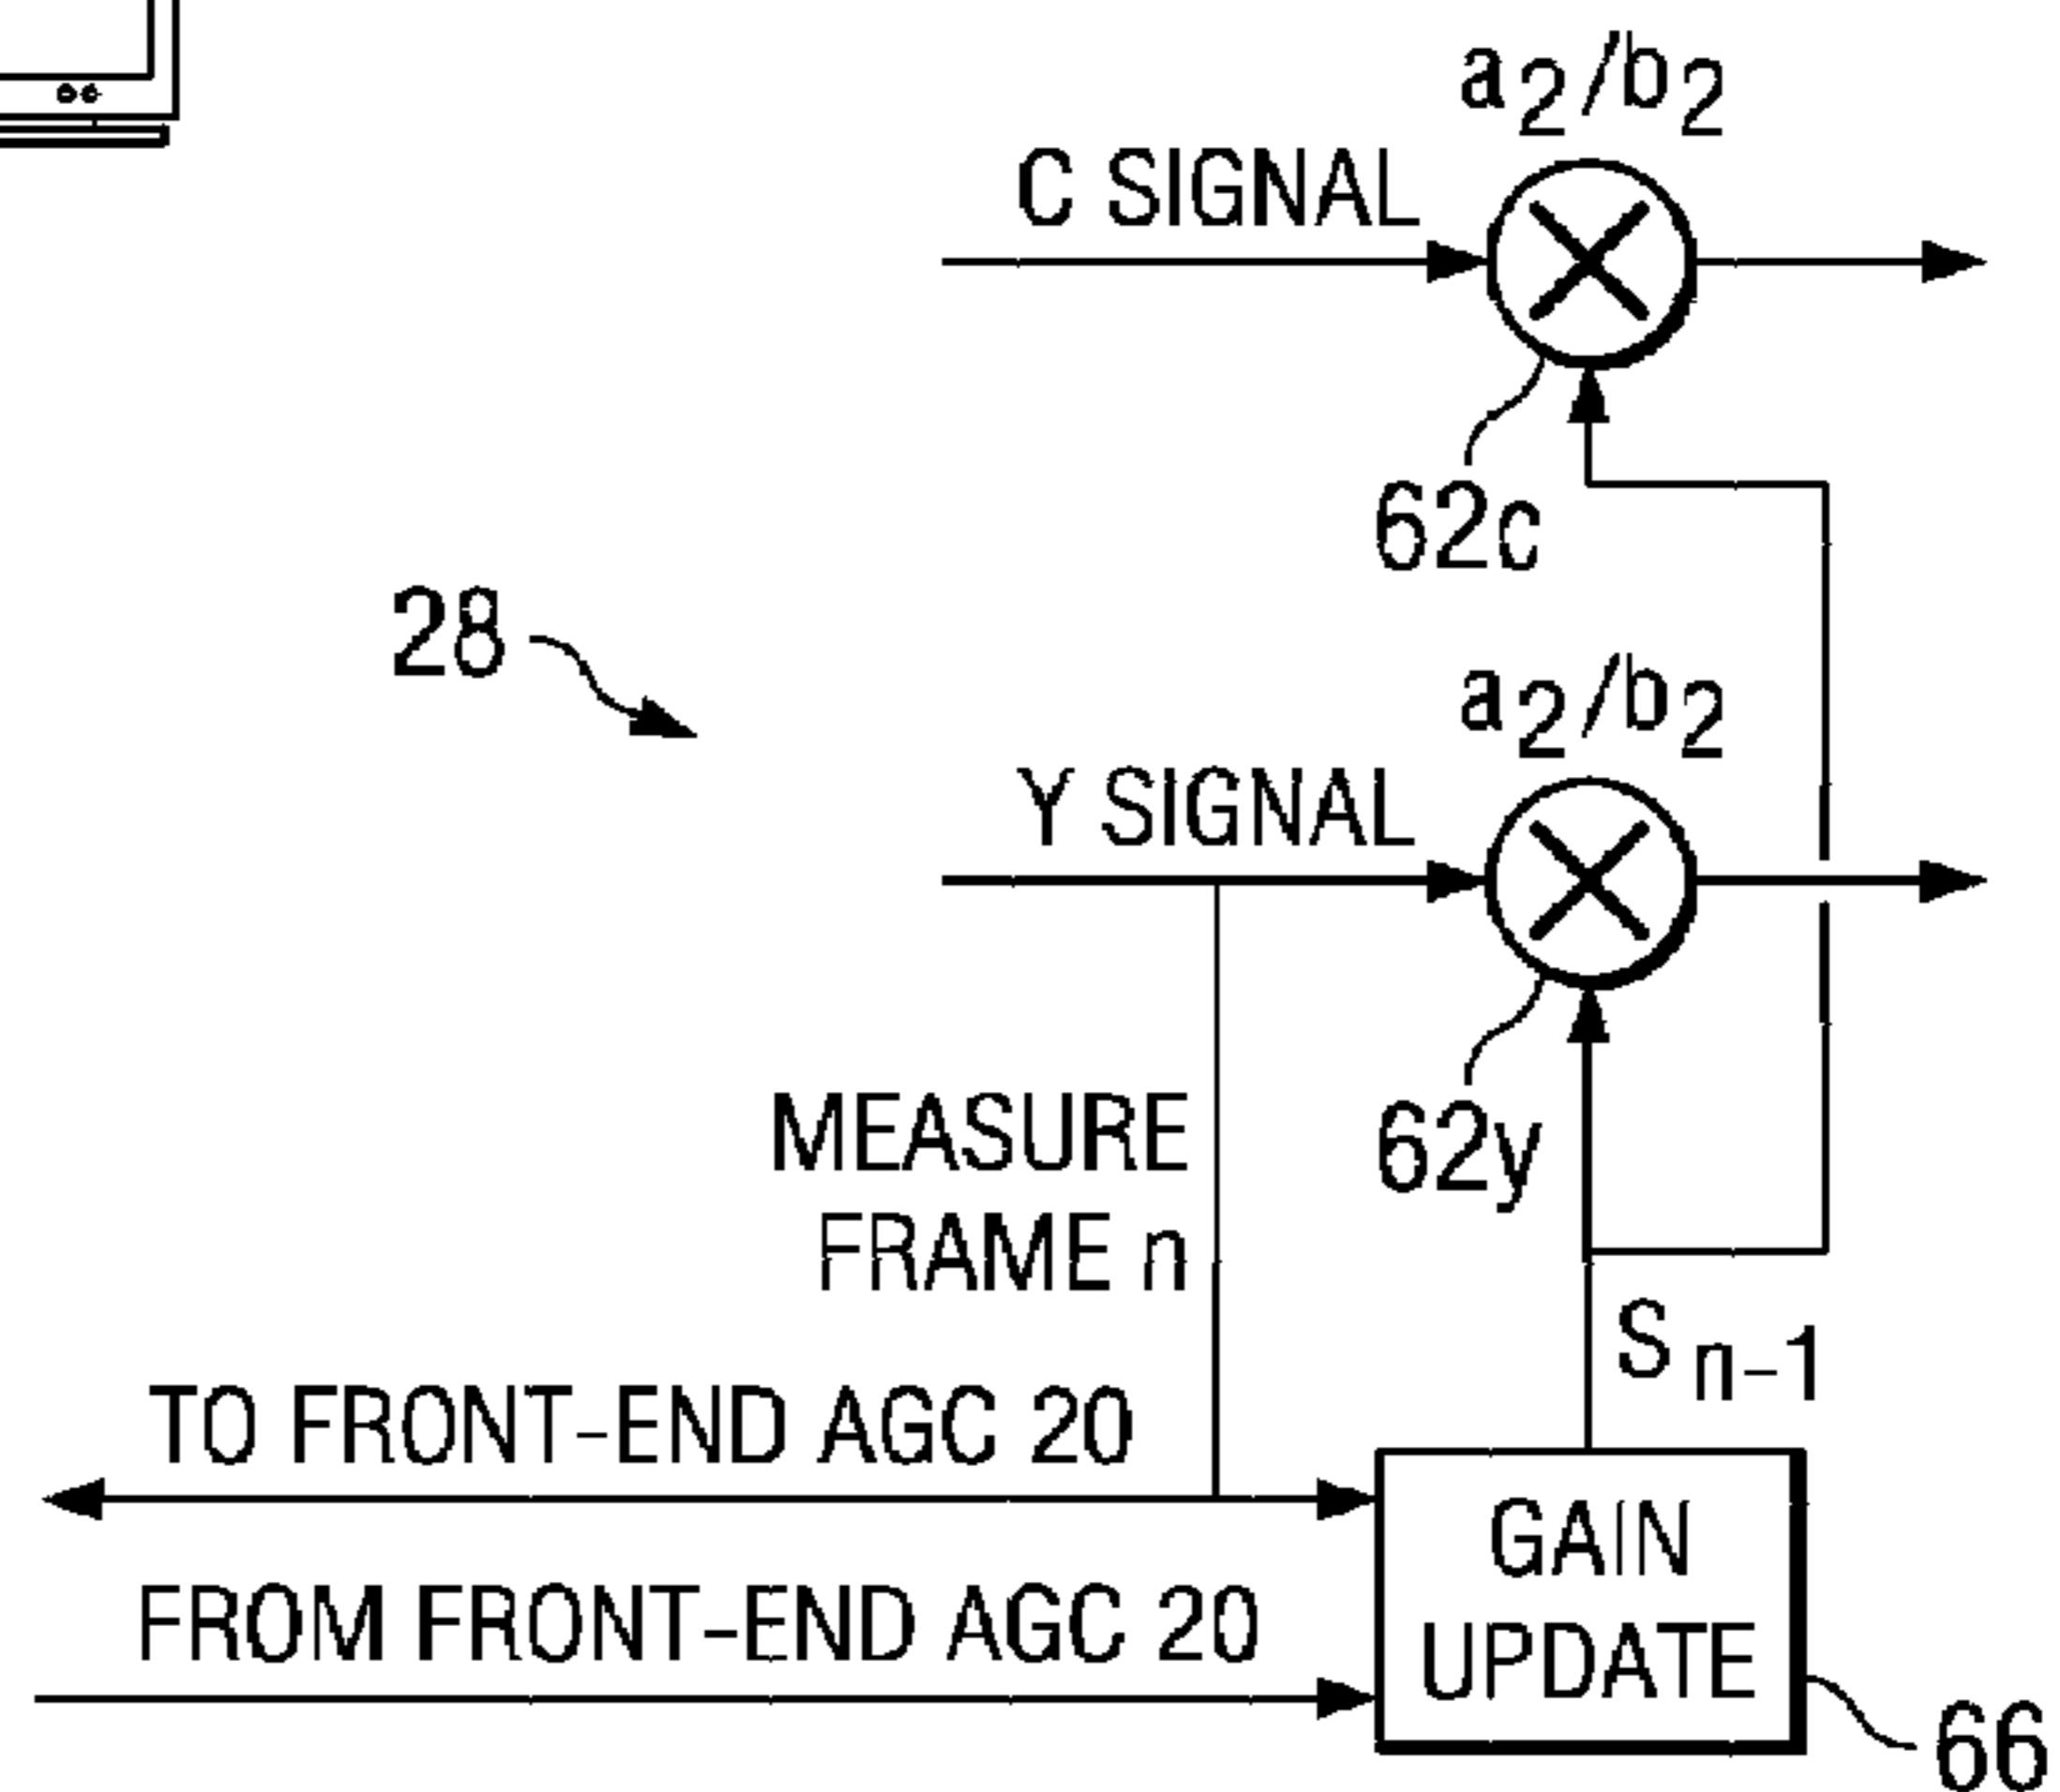 a2/b2
C SIGNAL
62c
28
a2/b2
Y SIGNAL
62y
MEASURE
FRAME n
Sn-1
TO FRONT-END AGC 20
FROM FRONT-END AGC 20
GAIN
UPDATE
66